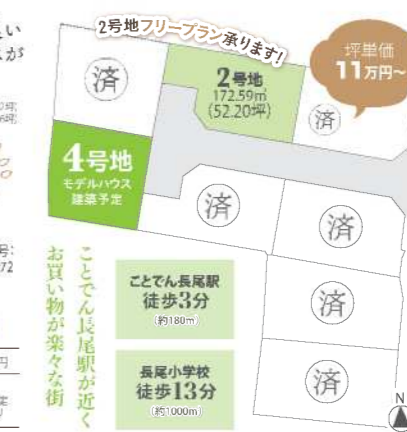 い
が
2号地フリープラン承ります!
坪単価
11万円~
済
2号地
172.59㎡
(52.20坪)
済
4号地
モデルハウス
建築予定
済
済
済
済
ことでん長尾駅が近く
お買い物が楽々な街
ことでん長尾駅
徒歩3分
(約180m)
長尾小学校
徒歩13分
(約1000m)
号:
72
円
N